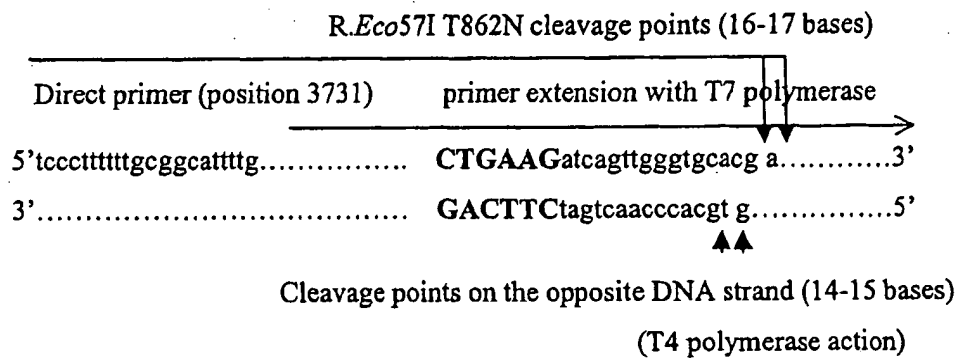 R.Eco57I T862N cleavage points (16-17 bases)
Direct primer (position 3731) primer extension with T7 polymerase
5'tcccttttttgcggcattttg................ CTGAAGatcagttgggtgcacg a..............3'
3'.......................................... GACTTCtagtcaacccacgt g...............5'
Cleavage points on the opposite DNA strand (14-15 bases)
(T4 polymerase action)